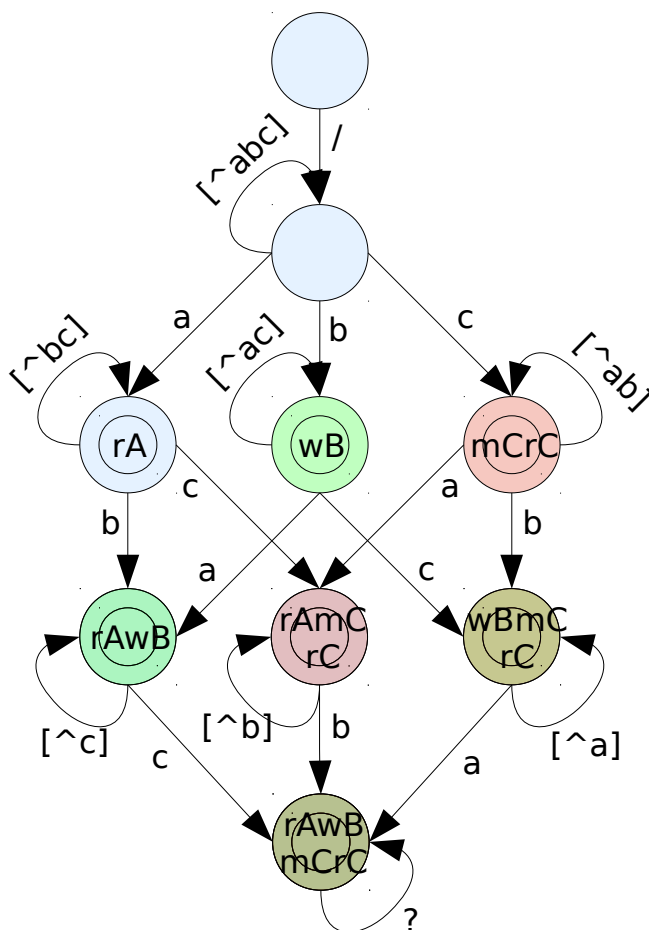 /
[^abc]
a
b
c
[^bc]
[^ac]
[^ab]
rA
wB
mCrC
b
c
a
a
c
b
rAwB
rAmC
rC
wBmC
rC
[^c]
[^b]
[^a]
c
b
a
rAwB
mCrC
?